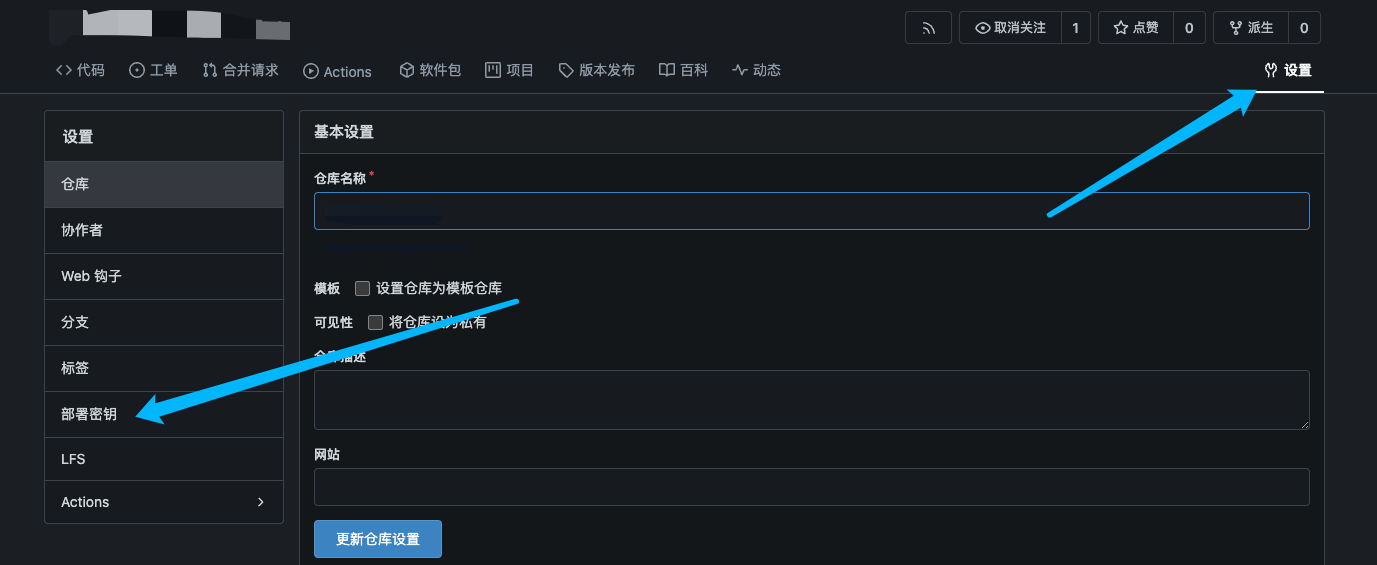 取消关注 1 点赞 0 派生 0
代码 工单 合并请求 Actions 软件包 项目 版本发布 百科 动态 设置
设置
仓库
协作者
Web 钩子
分支
标签
部署密钥
LFS
Actions
基本设置
仓库名称 *
模板 设置仓库为模板仓库
可见性 将仓库设为私有
仓库描述
网站
更新仓库设置